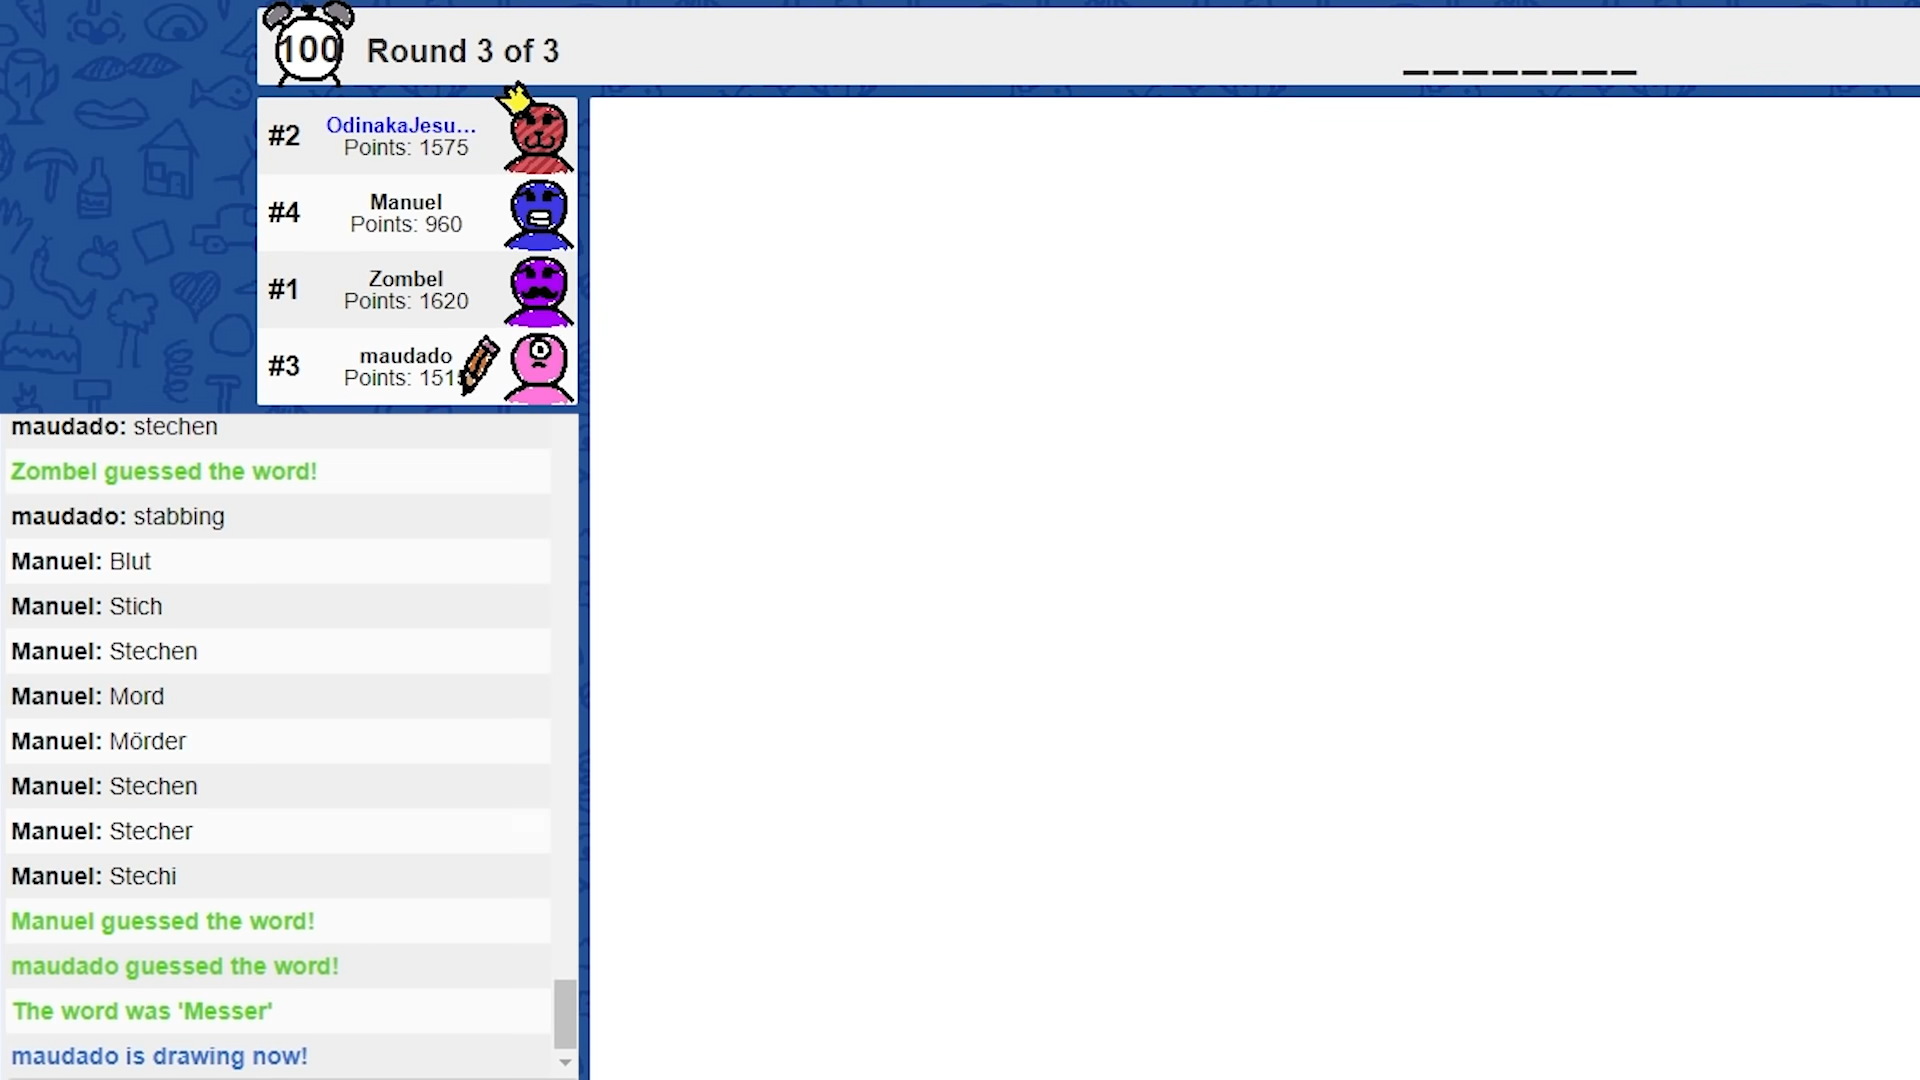 100 Round 3 of 3 ________
#2 OdinakaJesu...
Points: 1575
#4 Manuel
Points: 960
#1 Zombel
Points: 1620
#3 maudado
Points: 1515
maudado: stechen
Zombel guessed the word!
maudado: stabbing
Manuel: Blut
Manuel: Stich
Manuel: Stechen
Manuel: Mord
Manuel: Mörder
Manuel: Stechen
Manuel: Stecher
Manuel: Stechi
Manuel guessed the word!
maudado guessed the word!
The word was 'Messer'
maudado is drawing now!